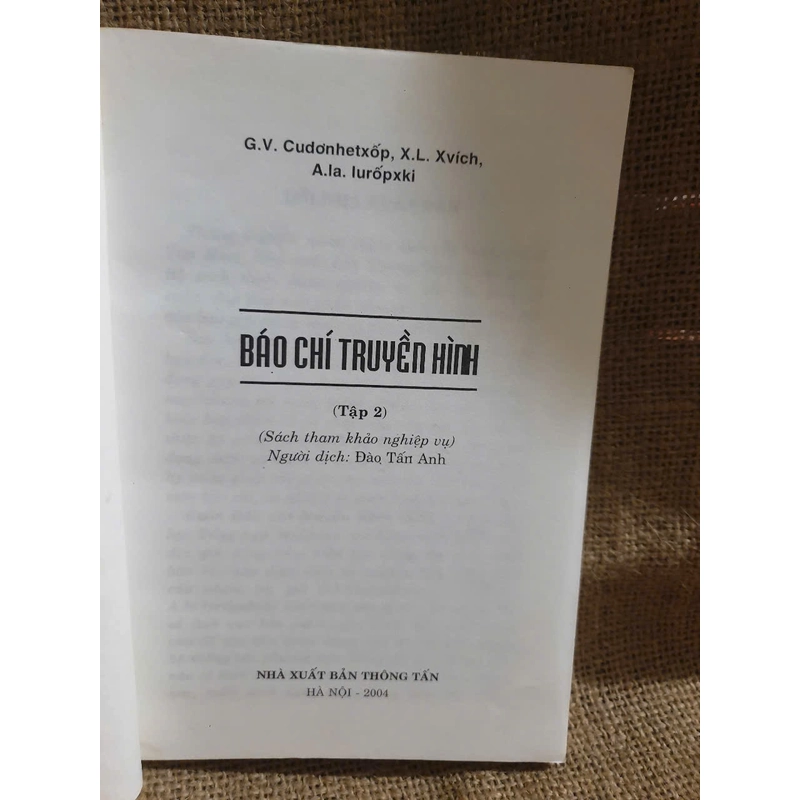 G.V. Cudơnhetxốp, X.L. Xvích,
A.Ia. Iurốpxki
BÁO CHÍ TRUYỀN HÌNH
(Tập 2)
(Sách tham khảo nghiệp vụ)
Người dịch: Đào Tấn Anh
NHÀ XUẤT BẢN THÔNG TẤN
HÀ NỘI - 2004